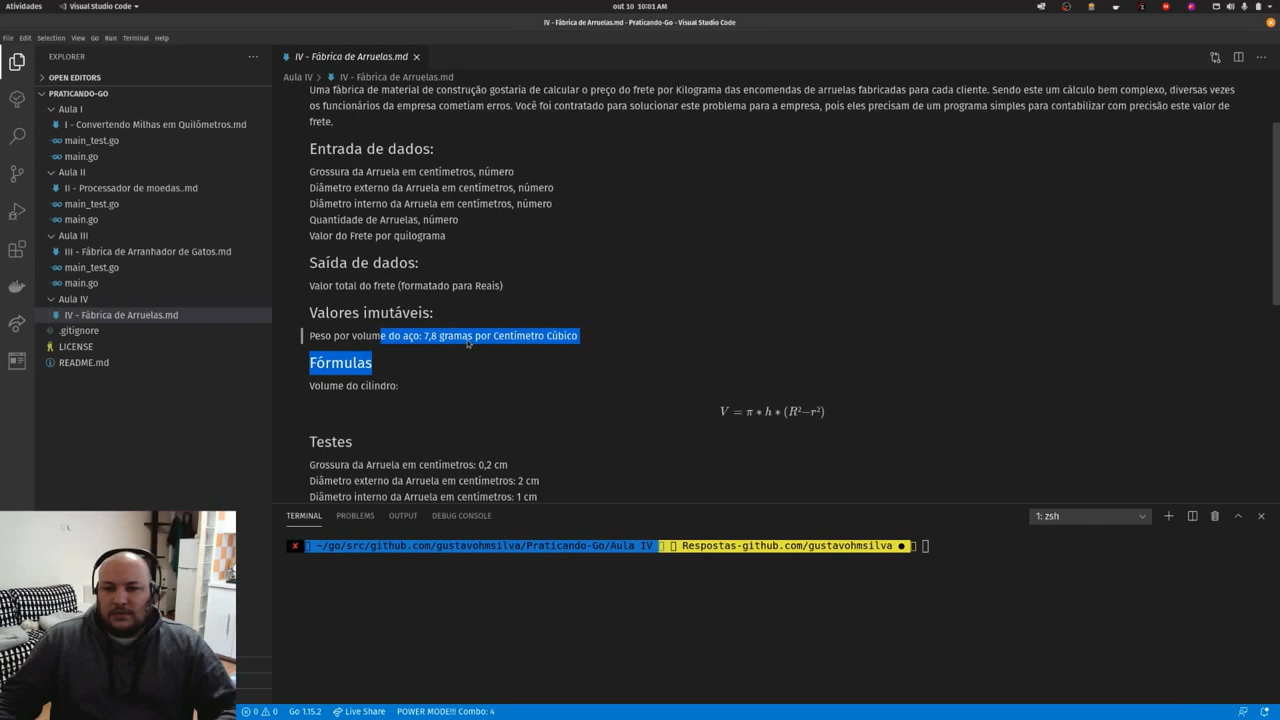 Atividades
Visual Studio Code
out 10 10:01 AM
IV - Fábrica de Arruelas.md - Praticando-Go - Visual Studio Code
File Edit Selection View Go Run Terminal Help
EXPLORER
OPEN EDITORS
PRATICANDO-GO
Aula I
I - Convertendo Milhas em Quilômetros.md
main_test.go
main.go
Aula II
II - Processador de moedas..md
main_test.go
main.go
Aula III
III - Fábrica de Arranhador de Gatos.md
main_test.go
main.go
Aula IV
IV - Fábrica de Arruelas.md
.gitignore
LICENSE
README.md
IV - Fábrica de Arruelas.md
Aula IV > IV - Fábrica de Arruelas.md
Uma fábrica de material de construção gostaria de calcular o preço do frete por Kilograma das encomendas de arruelas fabricadas para cada cliente. Sendo este um cálculo bem complexo, diversas vezes
os funcionários da empresa cometiam erros. Você foi contratado para solucionar este problema para a empresa, pois eles precisam de um programa simples para contabilizar com precisão este valor de
frete.
Entrada de dados:
Grossura da Arruela em centímetros, número
Diâmetro externo da Arruela em centímetros, número
Diâmetro interno da Arruela em centímetros, número
Quantidade de Arruelas, número
Valor do Frete por quilograma
Saída de dados:
Valor total do frete (formatado para Reais)
Valores imutáveis:
Peso por volume do aço: 7,8 gramas por Centímetro Cúbico
Fórmulas
Volume do cilindro:
V = π ∗ h ∗ (R²−r²)
Testes
Grossura da Arruela em centímetros: 0,2 cm
Diâmetro externo da Arruela em centímetros: 2 cm
Diâmetro interno da Arruela em centímetros: 1 cm
TERMINAL PROBLEMS OUTPUT DEBUG CONSOLE
1: zsh
✘ ~/go/src/github.com/gustavohmsilva/Praticando-Go/Aula IV Respostas-github.com/gustavohmsilva ●
0 0 Go 1.15.2 Live Share POWER MODE!!! Combo: 4